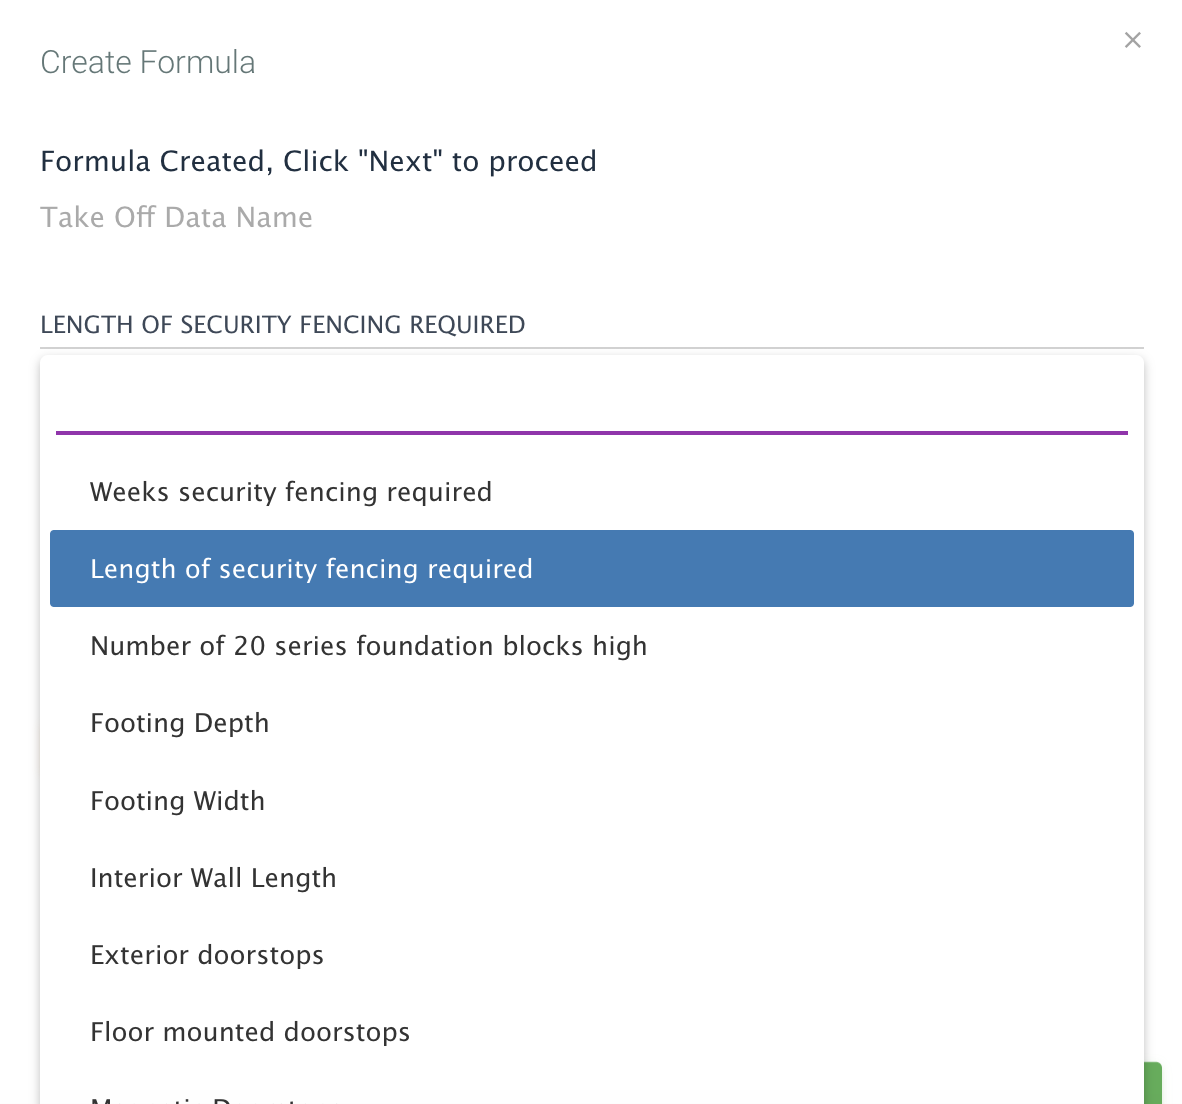 Create Formula
Formula Created, Click "Next" to proceed
Take Off Data Name
LENGTH OF SECURITY FENCING REQUIRED
Weeks security fencing required
Length of security fencing required
Number of 20 series foundation blocks high
Footing Depth
Footing Width
Interior Wall Length
Exterior doorstops
Floor mounted doorstops